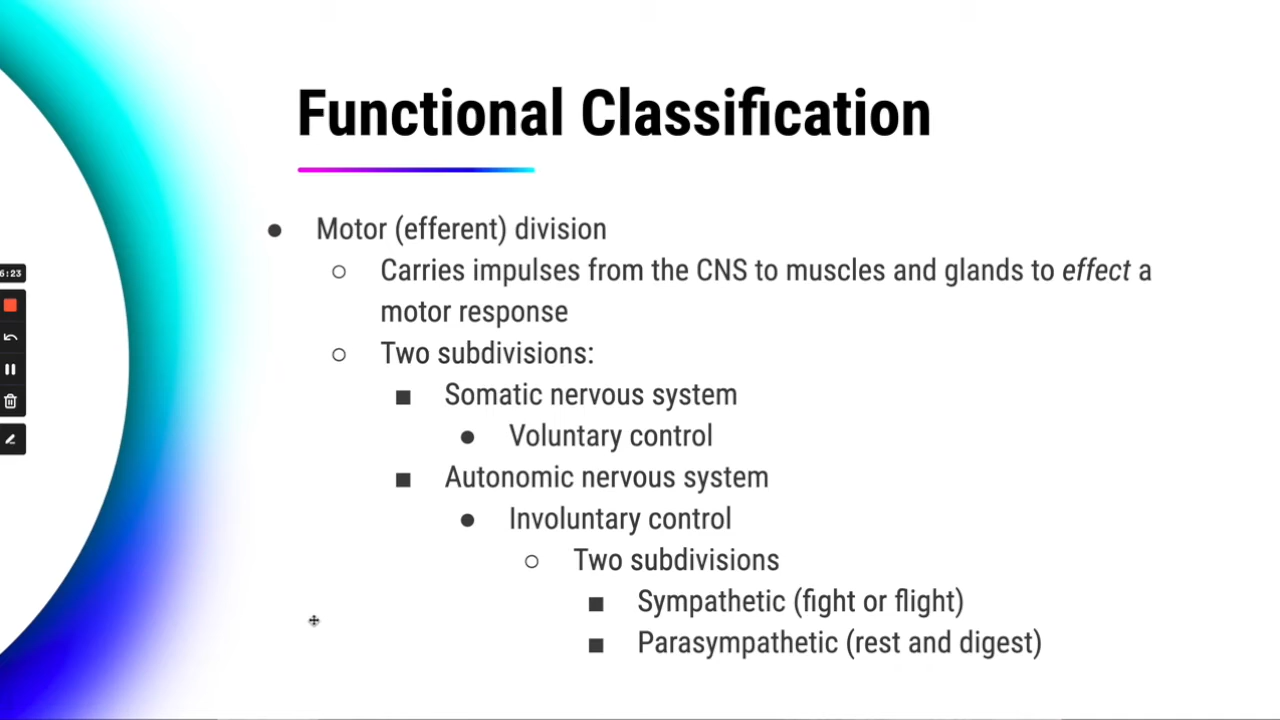 Functional Classification
● Motor (efferent) division
○ Carries impulses from the CNS to muscles and glands to effect a
motor response
○ Two subdivisions:
■ Somatic nervous system
● Voluntary control
■ Autonomic nervous system
● Involuntary control
○ Two subdivisions
■ Sympathetic (fight or flight)
■ Parasympathetic (rest and digest)
6:23